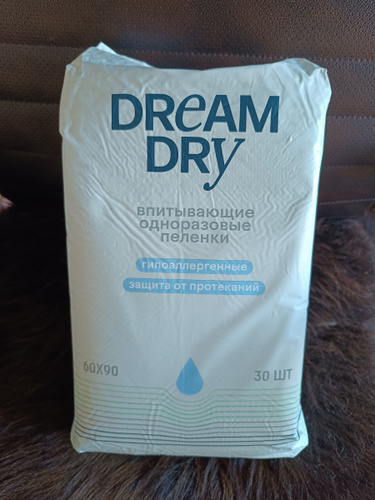 DREAM
DRY
впитывающие
одноразовые
пеленки
гипоаллергенные
защита от протеканий
60X90
30 ШТ